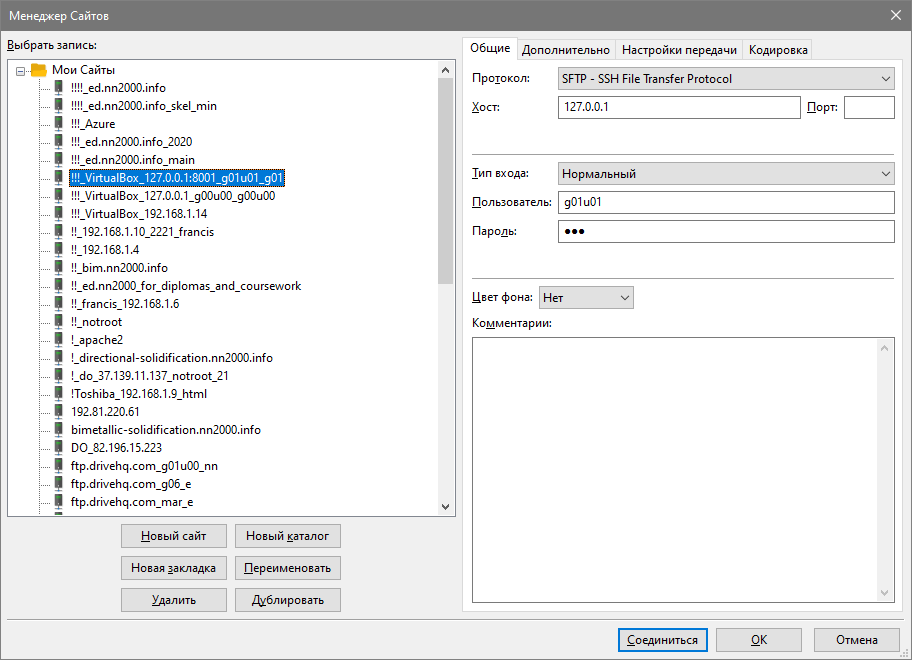 Менеджер Сайтов
Выбрать запись:
Мои Сайты
!!!!_ed.nn2000.info
!!!!_ed.nn2000.info_skel_min
!!!_Azure
!!!_ed.nn2000.info_2020
!!!_ed.nn2000.info_main
!!!_VirtualBox_127.0.0.1:8001_g01u01_g01
!!!_VirtualBox_127.0.0.1_g00u00_g00u00
!!!_VirtualBox_192.168.1.14
!!_192.168.1.10_2221_francis
!!_192.168.1.4
!!_bim.nn2000.info
!!_ed.nn2000_for_diplomas_and_coursework
!!_francis_192.168.1.6
!!_notroot
!_apache2
!_directional-solidification.nn2000.info
!_do_37.139.11.137_notroot_21
!Toshiba_192.168.1.9_html
192.81.220.61
bimetallic-solidification.nn2000.info
DO_82.196.15.223
ftp.drivehq.com_g01u00_nn
ftp.drivehq.com_g06_e
ftp.drivehq.com_mar_e
Новый сайт Новый каталог
Новая закладка Переименовать
Удалить Дублировать
Общие Дополнительно Настройки передачи Кодировка
Протокол: SFTP - SSH File Transfer Protocol
Хост: 127.0.0.1 Порт:
Тип входа: Нормальный
Пользователь: g01u01
Пароль: ●●●
Цвет фона: Нет
Комментарии:
Соединиться OK Отмена